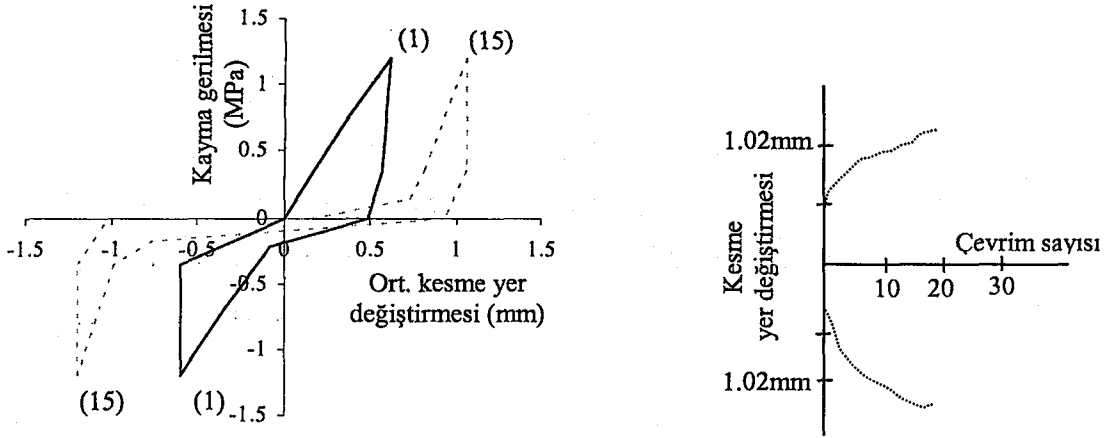 Kayma gerilmesi
(MPa)
1.5
1
0.5
0
-0.5
-1
-1.5
(1)
(15)
-1.5
-1
-0.5
0
0.5
1
1.5
Ort. kesme yer
değiştirmesi (mm)
(15)
(1)
Kesme
yer değiştirmesi
1.02mm
1.02mm
Çevrim sayısı
10
20
30